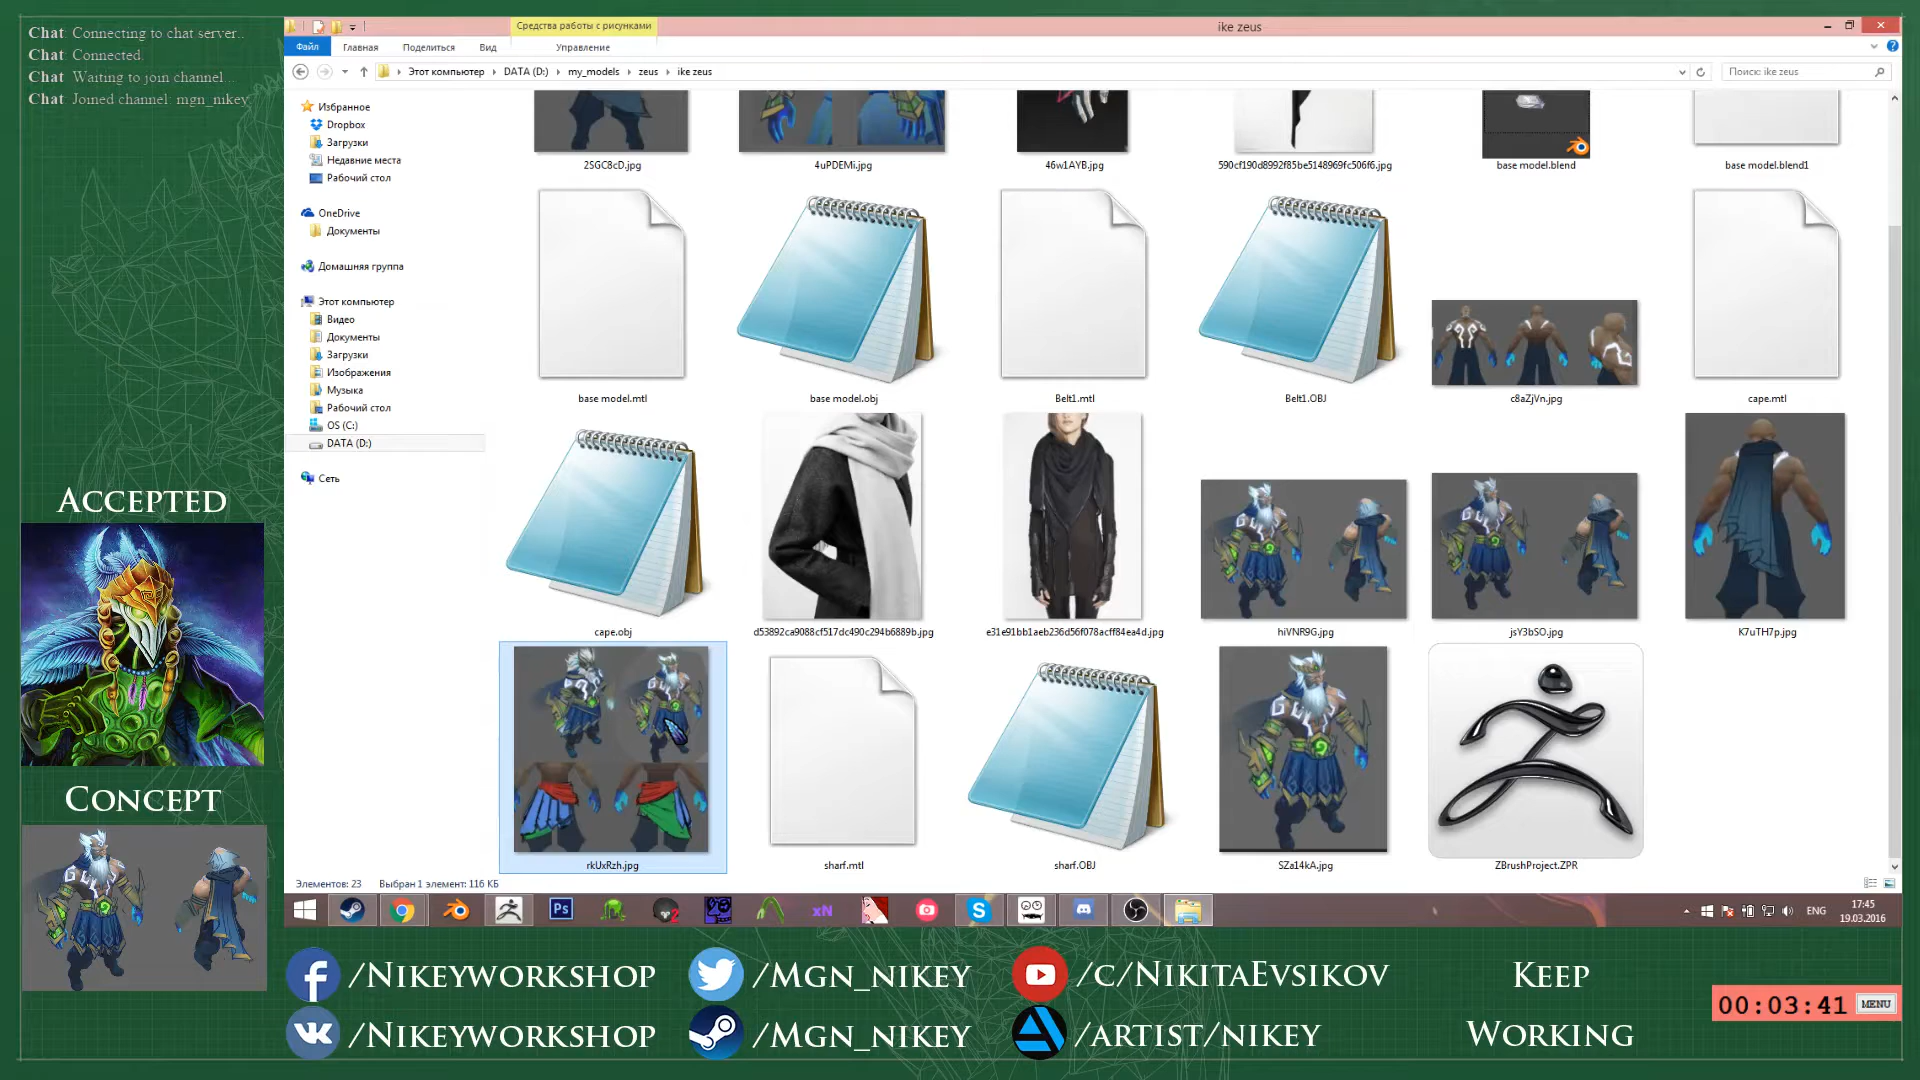 Chat: Connecting to chat server..
Chat: Connected.
Chat: Waiting to join channel...
Chat: Joined channel: mgn_nikey
Средства работы с рисунками
ike zeus
Файл
Главная
Поделиться
Вид
Управление
Этот компьютер
DATA (D:)
my_models
zeus
ike zeus
Поиск: ike zeus
Избранное
Dropbox
Загрузки
Недавние места
Рабочий стол
OneDrive
Документы
Домашняя группа
Этот компьютер
Видео
Документы
Загрузки
Изображения
Музыка
Рабочий стол
OS (C:)
DATA (D:)
Сеть
2SGC8cD.jpg
4uPDEMi.jpg
46w1AYB.jpg
590cf190d8992f85be5148969fc506f6.jpg
base model.blend
base model.blend1
base model.mtl
base model.obj
Belt1.mtl
Belt1.OBJ
c8aZjVn.jpg
cape.mtl
cape.obj
d53892ca9088cf517dc490c294b6889b.jpg
e31e91bb1aeb236d56f078acff84ea4d.jpg
hiVNR9G.jpg
jsY3bSO.jpg
K7uTH7p.jpg
rkUxRzh.jpg
sharf.mtl
sharf.OBJ
SZa14kA.jpg
ZBrushProject.ZPR
Элементов: 23
Выбран 1 элемент: 116 КБ
Accepted
Concept
Ps
xN
2
ENG
17:45
19.03.2016
/Nikeyworkshop
/Mgn_nikey
/c/NikitaEvsikov
Keep
/Nikeyworkshop
/Mgn_nikey
/artist/nikey
Working
00:03:41
MENU